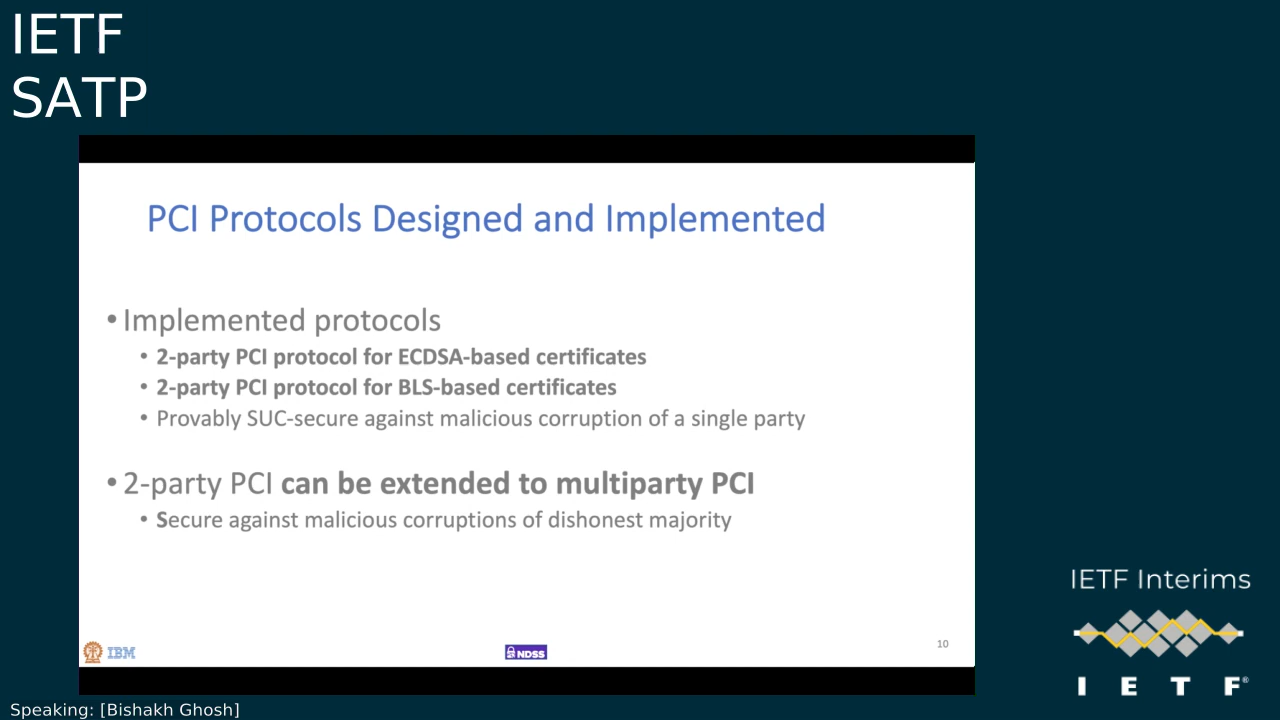 IETF
SATP
PCI Protocols Designed and Implemented
• Implemented protocols
• 2-party PCI protocol for ECDSA-based certificates
• 2-party PCI protocol for BLS-based certificates
• Provably SUC-secure against malicious corruption of a single party
• 2-party PCI can be extended to multiparty PCI
• Secure against malicious corruptions of dishonest majority
IBM
NDSS
10
IETF Interims
I E T F®
Speaking: [Bishakh Ghosh]